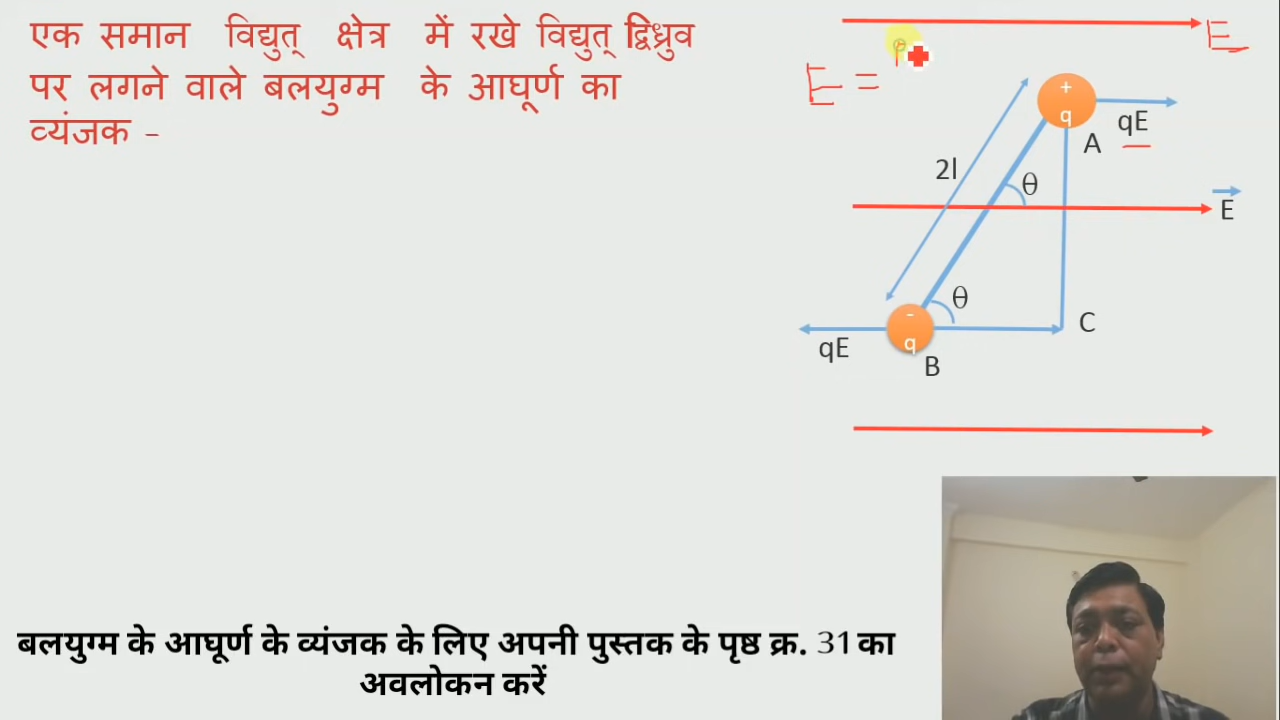 एक समान विद्युत् क्षेत्र में रखे विद्युत् द्विध्रुव
पर लगने वाले बलयुग्म के आघूर्ण का
व्यंजक -
E
E =
+
q
qE
A
2l
θ
E
θ
-
q
qE
B
C
बलयुग्म के आघूर्ण के व्यंजक के लिए अपनी पुस्तक के पृष्ठ क्र. 31 का
अवलोकन करें